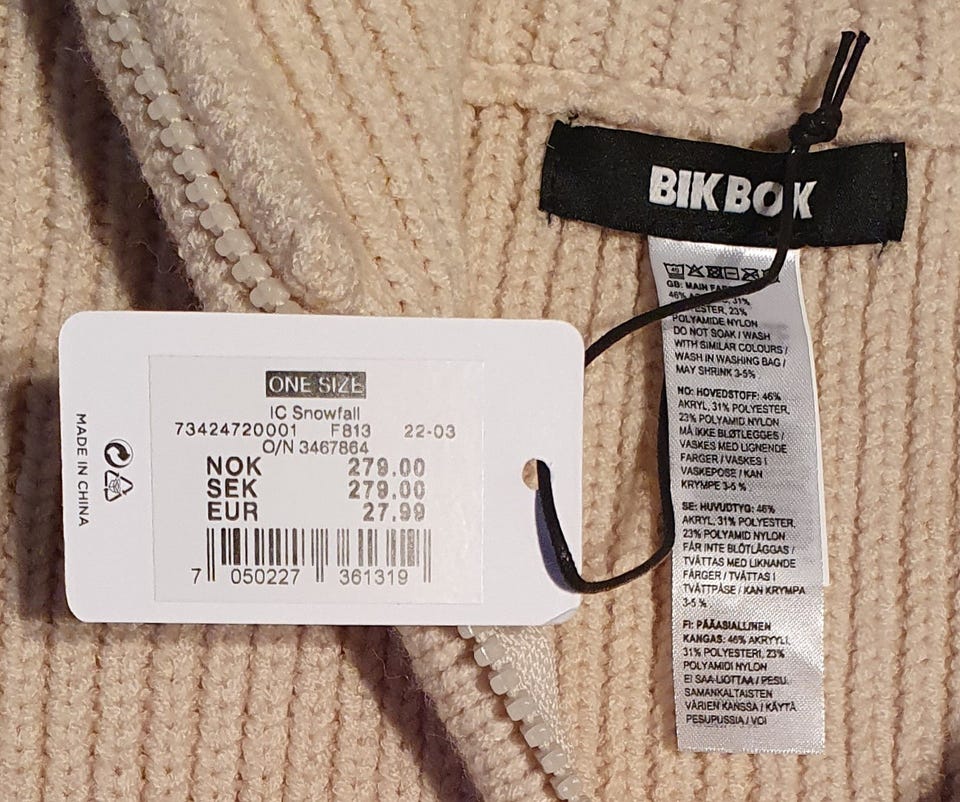 BIKBOK
40
GB: MAIN
46% 31%
23%
POLYAMIDE NYLON
DO NOT SOAK / WASH
WITH SIMILAR COLOURS /
WASH IN WASHING BAG /
MAY SHRINK 3-5%
NO: HOVEDSTOFF: 46%
AKRYL, 31% POLYESTER,
23% POLYAMID NYLON
MÅ IKKE BLØTLEGGES /
VASKES MED LIGNENDE
FARGER / VASKES I
VASKEPOSE / KAN
KRYMPE 3-5 %
SE: HUVUDTYG: 46%
AKRYL, 31% POLYESTER,
23% POLYAMID NYLON
FÅR INTE BLÖTLÄGGAS /
TVÄTTAS MED LIKNANDE
FÄRGER / TVÄTTAS I
TVÄTTPÅSE / KAN KRYMPA
3-5 %
FI: PÄÄASIALLINEN
KANGAS: 46% AKRYYLI,
31% POLYESTERI, 23%
POLYAMIDI NYLON
EI SAA LIOTTAA / PESU
SAMANKALTAISTEN
VÄRIEN KANSSA / KÄYTÄ
PESUPUSSIA / VOI
ONE SIZE
IC Snowfall
73424720001 F813 22-03
O/N 3467864
NOK 279.00
SEK 279.00
EUR 27.99
7 050227 361319
MADE IN CHINA